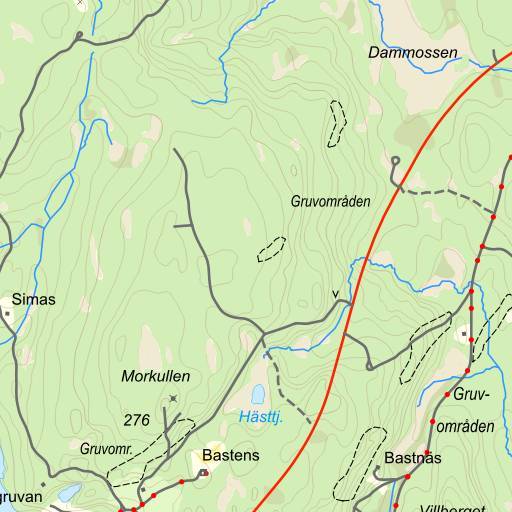 Dammossen
Gruvområden
v
Simas
Morkullen
276
Hästtj.
Gruv-
områden
Gruvomr.
Bastens
Bastnäs
gruvan
Villberget